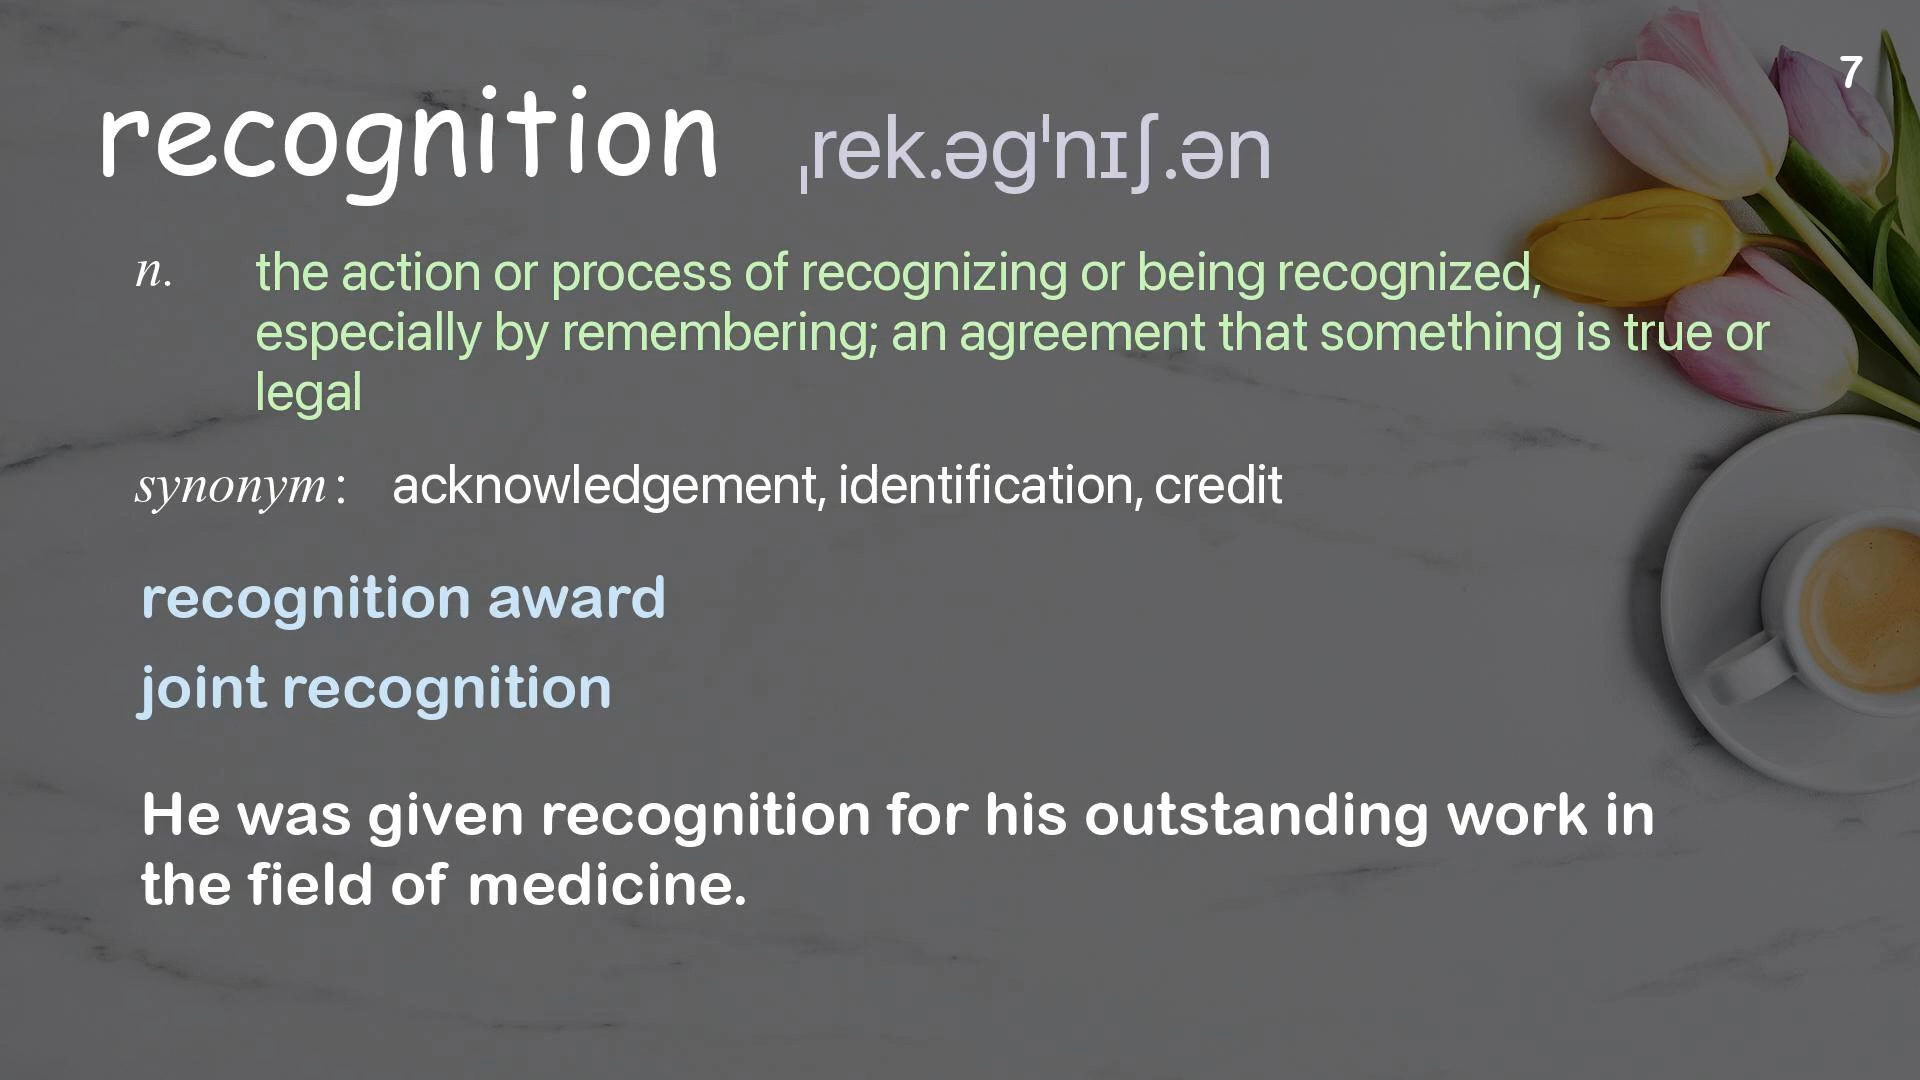 7
recognition ˌrek.əgˈnɪʃ.ən
n. the action or process of recognizing or being recognized,
especially by remembering; an agreement that something is true or
legal
synonym : acknowledgement, identification, credit
recognition award
joint recognition
He was given recognition for his outstanding work in
the field of medicine.